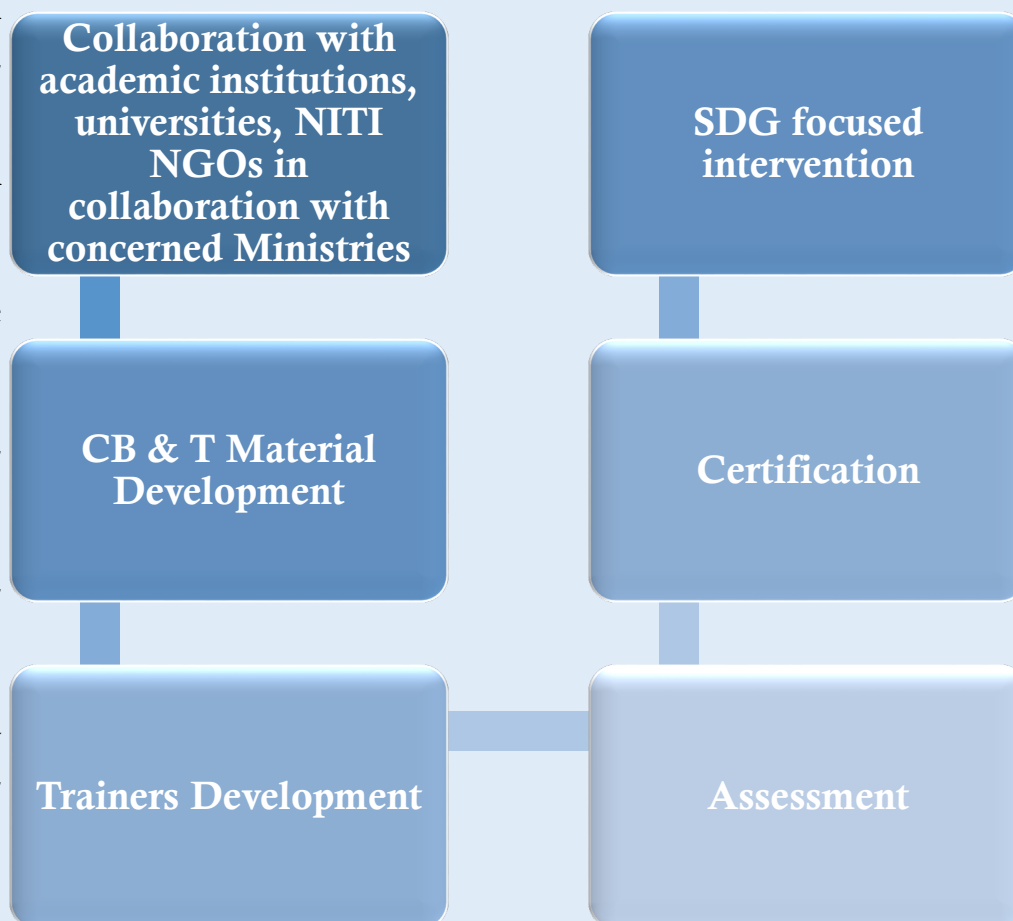 Collaboration with
academic institutions,
universities, NITI
NGOs in
collaboration with
concerned Ministries
CB & T Material
Development
Trainers Development
Assessment
Certification
SDG focused
intervention